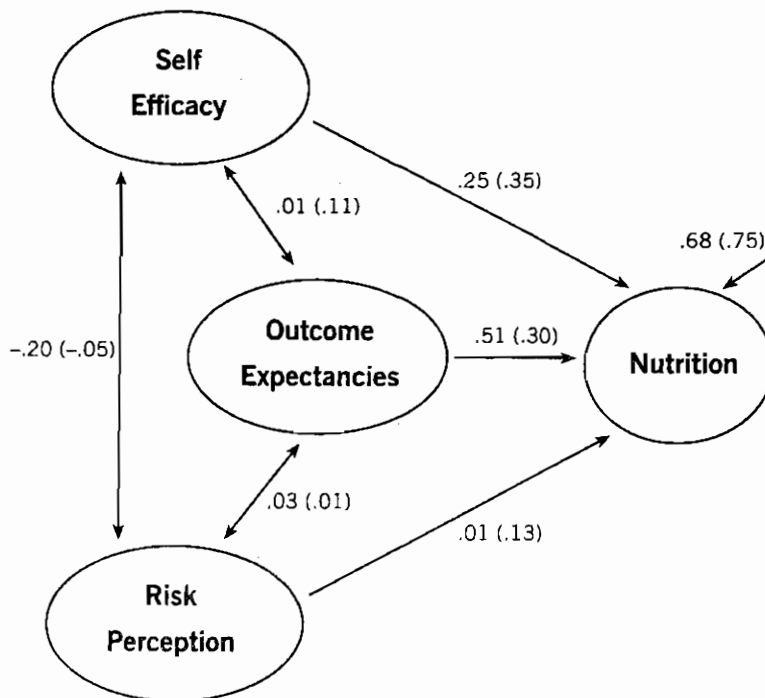 Self
Efficacy
.25 (.35)
.01 (.11)
.68 (.75)
Outcome
Expectancies
.51 (.30)
Nutrition
–.20 (–.05)
.03 (.01)
.01 (.13)
Risk
Perception